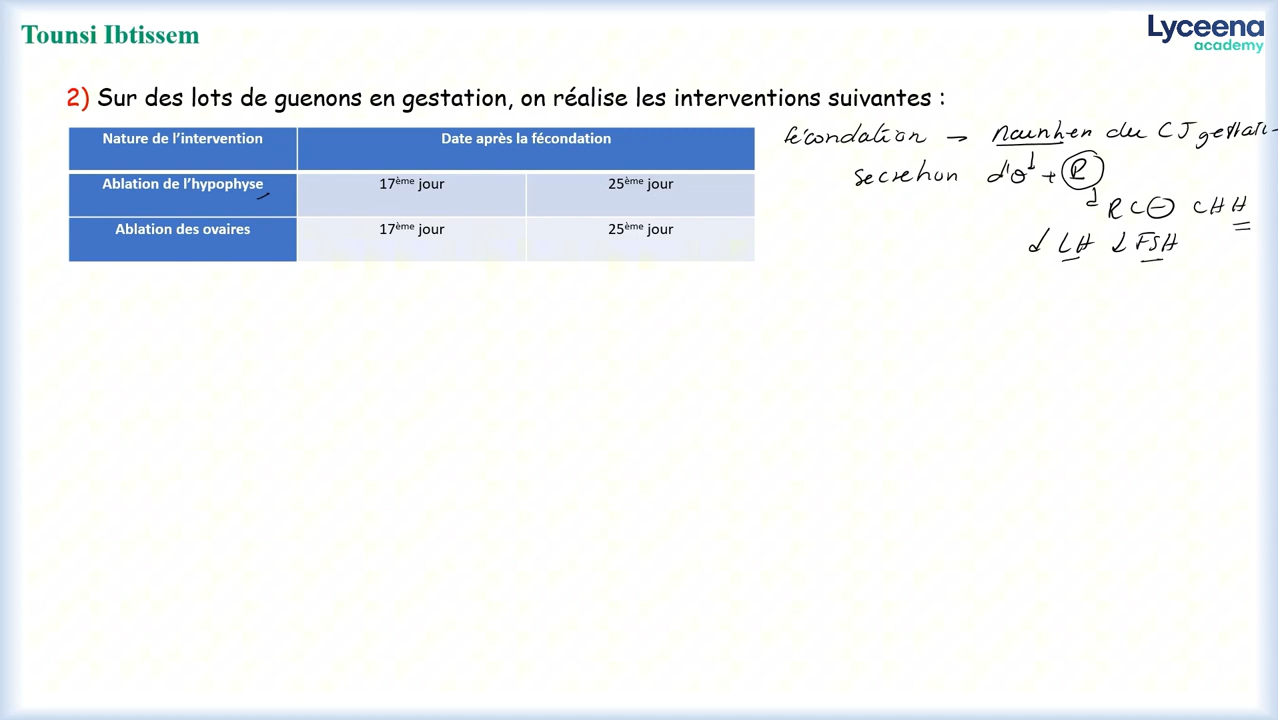 Tounsi Ibtissem
Lyceena
academy
2) Sur des lots de guenons en gestation, on réalise les interventions suivantes :
Nature de l'intervention Date après la fécondation
Ablation de l'hypophyse 17ème jour 25ème jour
Ablation des ovaires 17ème jour 25ème jour
fécondation → maintien du CJ gestati
secretion d'O + P
RC⊖ CHH
↓ LH ↓ FSH